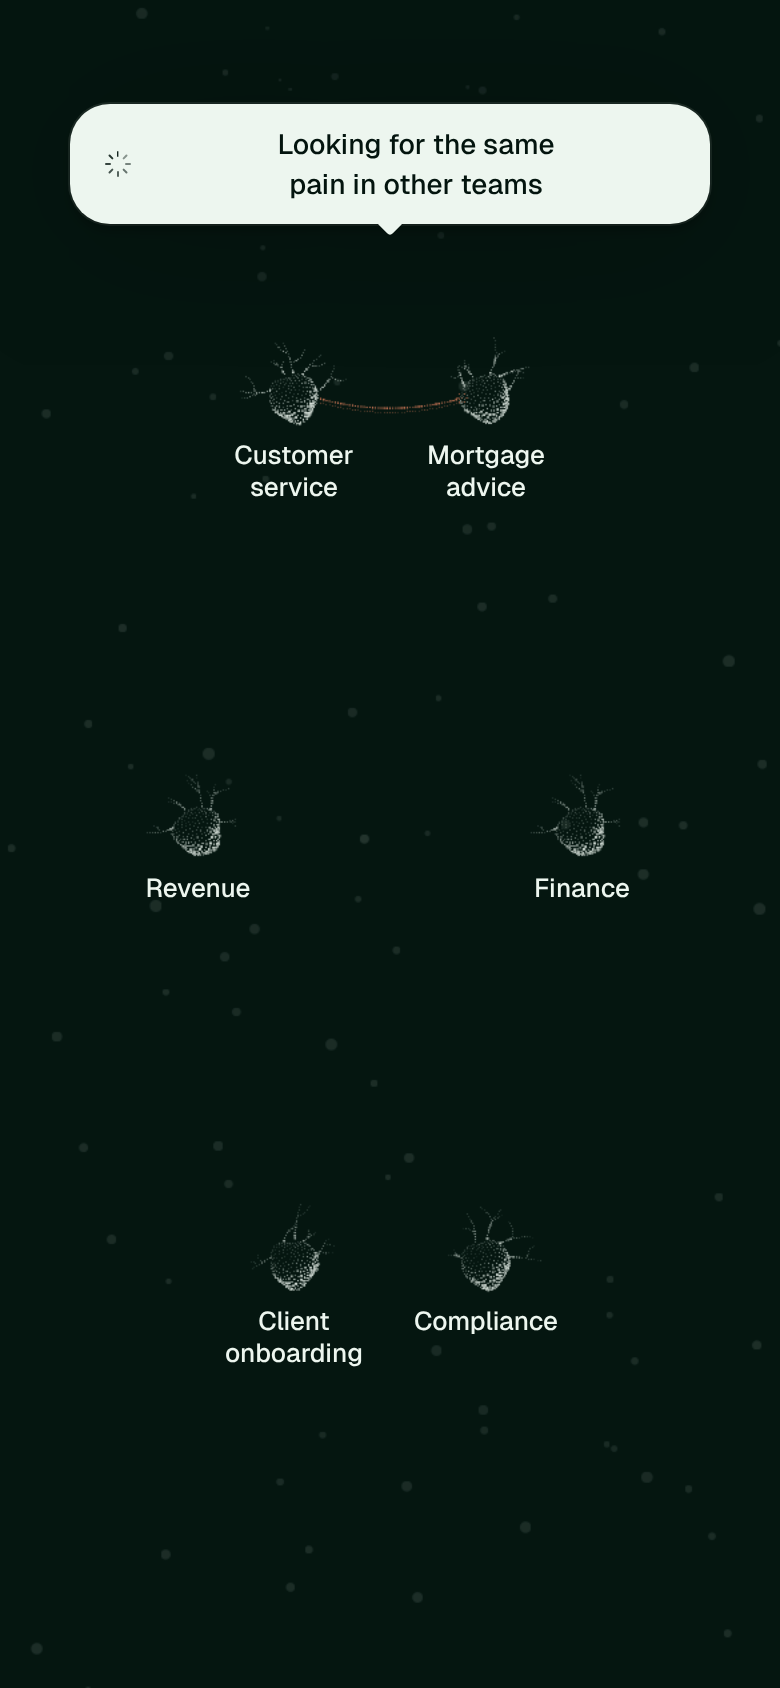 Looking for the same
pain in other teams
Customer
service
Mortgage
advice
Revenue
Finance
Client
onboarding
Compliance